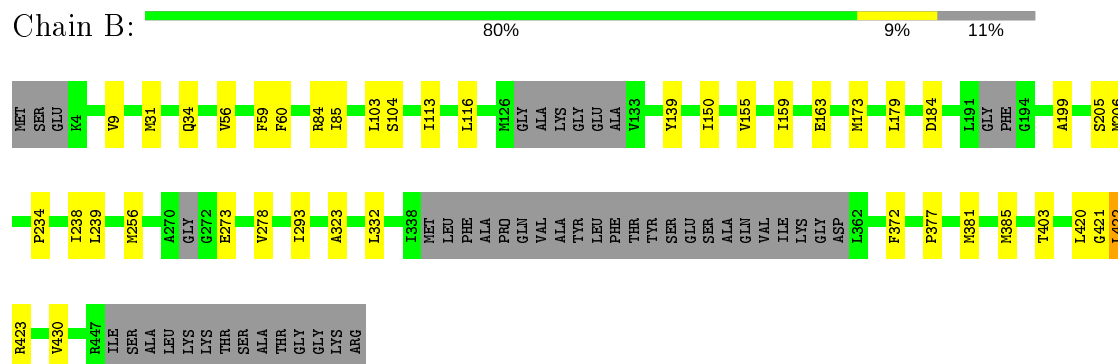 Chain B:
80% 9% 11%
MET SER GLU K4 V9 M31 Q34 V56 F59 F60 R84 I85 L103 S104 I113 L116 M126 GLY ALA LYS GLY GLU ALA V133 Y139 I150 V155 I159 E163 M173 L179 D184 L191 GLY PHE G194 A199 S205 M206
P234 I238 L239 M256 A270 GLY G272 E273 V278 I293 A323 L332 I338 MET LEU PHE ALA PRO GLN VAL ALA TYR LEU PHE THR TYR SER GLU SER ALA GLN VAL ILE LYS GLY ASP L362 F372 P377 M381 M385 T403 L420 G421 L422
R423 V430 R447 ILE SER ALA LEU LYS LYS THR SER ALA THR GLY GLY LYS ARG